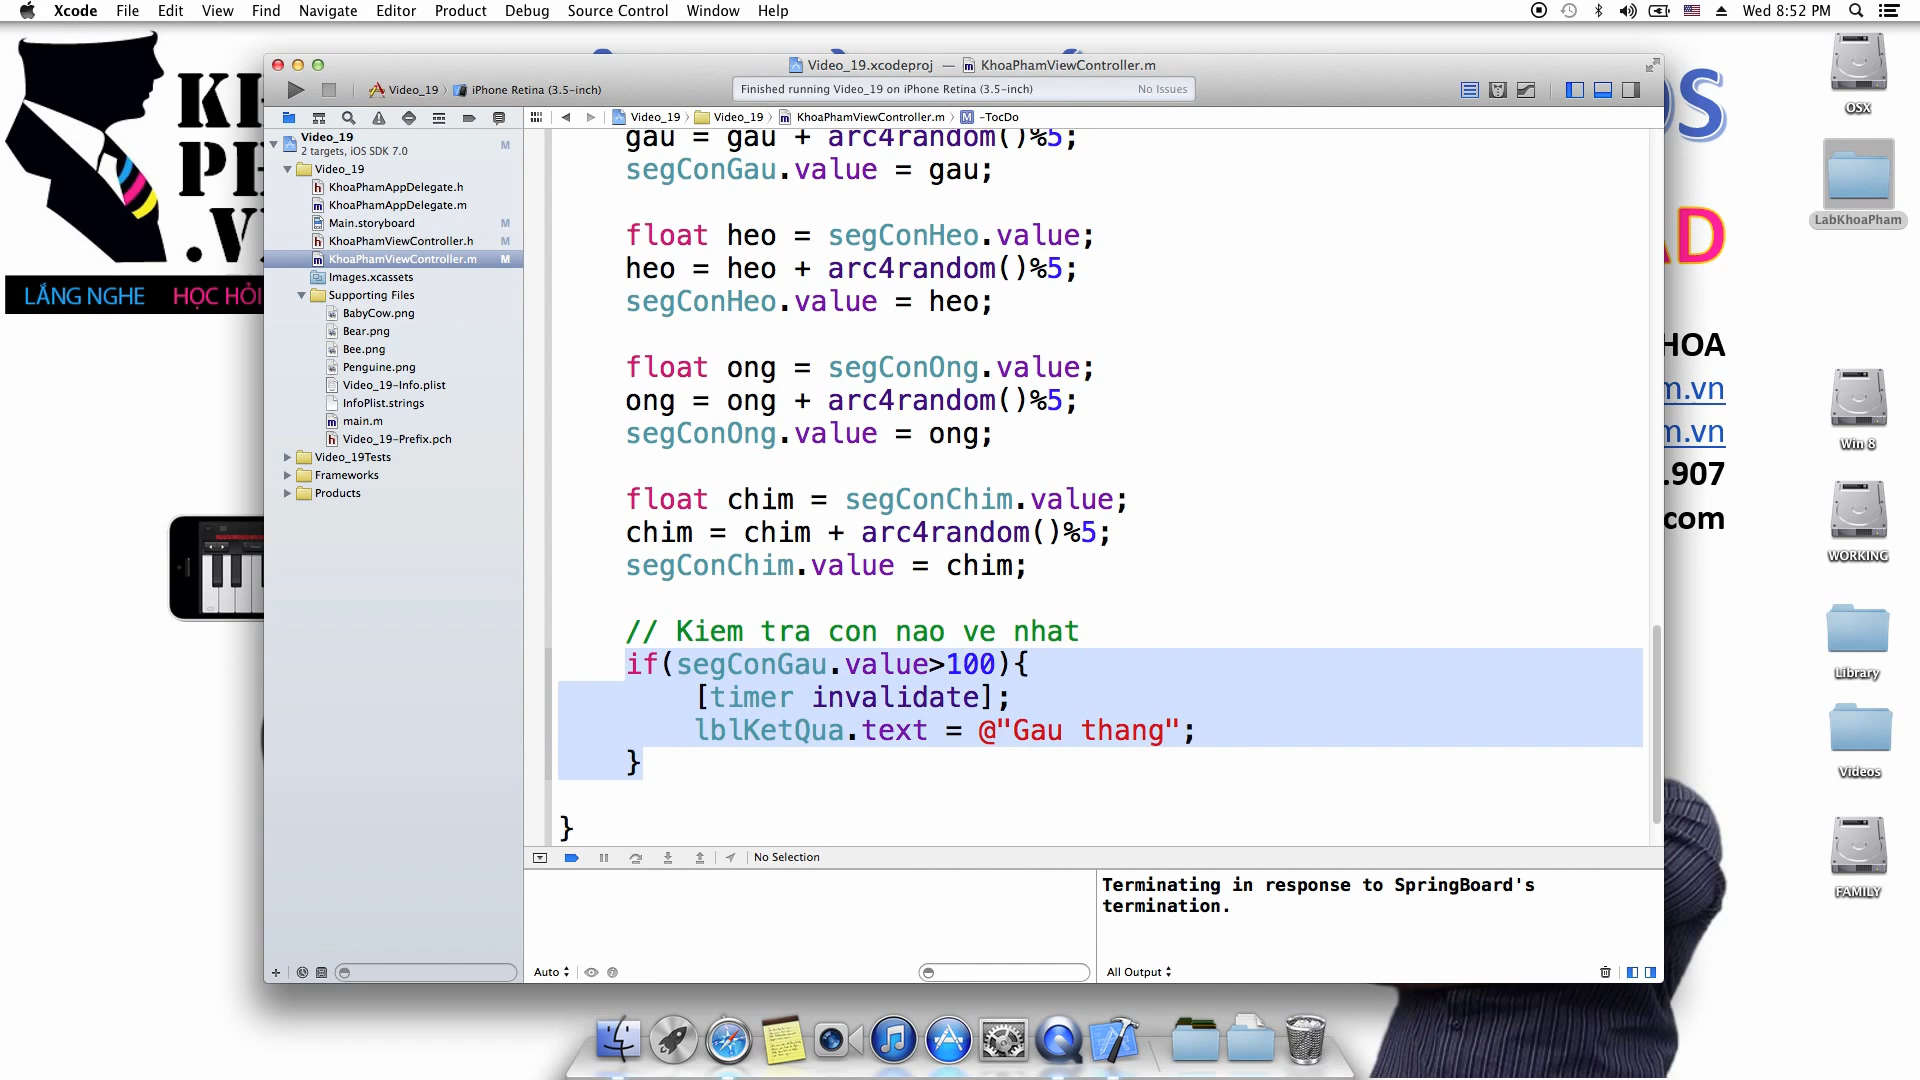 Xcode File Edit View Find Navigate Editor Product Debug Source Control Window Help
Wed 8:52 PM
Video_19.xcodeproj — KhoaPhamViewController.m
Video_19 iPhone Retina (3.5-inch)
Finished running Video_19 on iPhone Retina (3.5-inch) No Issues
Video_19 Video_19 KhoaPhamViewController.m -TocDo
Video_19 M
2 targets, iOS SDK 7.0
Video_19
KhoaPhamAppDelegate.h
KhoaPhamAppDelegate.m
Main.storyboard M
KhoaPhamViewController.h M
KhoaPhamViewController.m M
Images.xcassets
Supporting Files
BabyCow.png
Bear.png
Bee.png
Penguine.png
Video_19-Info.plist
InfoPlist.strings
main.m
Video_19-Prefix.pch
Video_19Tests
Frameworks
Products
gau = gau + arc4random()%5;
segConGau.value = gau;
float heo = segConHeo.value;
heo = heo + arc4random()%5;
segConHeo.value = heo;
float ong = segConOng.value;
ong = ong + arc4random()%5;
segConOng.value = ong;
float chim = segConChim.value;
chim = chim + arc4random()%5;
segConChim.value = chim;
// Kiem tra con nao ve nhat
if(segConGau.value>100){
[timer invalidate];
lblKetQua.text = @"Gau thang";
}
}
No Selection
Terminating in response to SpringBoard's
termination.
Auto
All Output
LẮNG NGHE HỌC HỎI
.907
m.vn
m.vn
.com
OSX
LabKhoaPham
Win 8
WORKING
Library
Videos
FAMILY